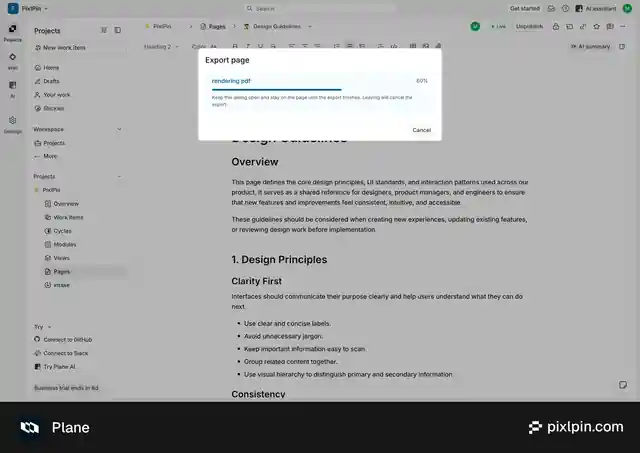 PixlPin
Search
Get started
AI assistant
M
Projects
Wiki
AI
Settings
Projects
New work item
Home
Drafts
Your work
Stickies
Workspace
Projects
More
Projects
PixlPin
Overview
Work items
Cycles
Modules
Views
Pages
Intake
Try
Connect to GitHub
Connect to Slack
Try Plane AI
Business trial ends in 6d
PixlPin
Pages
Design Guidelines
M
Live
Unpublish
Heading 2
Color
AI summary
Export page
rendering pdf
60%
Keep this dialog open and stay on the page until the export finishes. Leaving will cancel the
export.
Cancel
Design Guidelines
Overview
This page defines the core design principles, UI standards, and interaction patterns used across our
product. It serves as a shared reference for designers, product managers, and engineers to ensure
that new features and improvements feel consistent, intuitive, and accessible.
These guidelines should be considered when creating new experiences, updating existing features,
or reviewing design work before implementation.
1. Design Principles
Clarity First
Interfaces should communicate their purpose clearly and help users understand what they can do
next.
• Use clear and concise labels.
• Avoid unnecessary jargon.
• Keep important information easy to scan.
• Group related content together.
• Use visual hierarchy to distinguish primary and secondary information.
Consistency
Plane
pixlpin.com